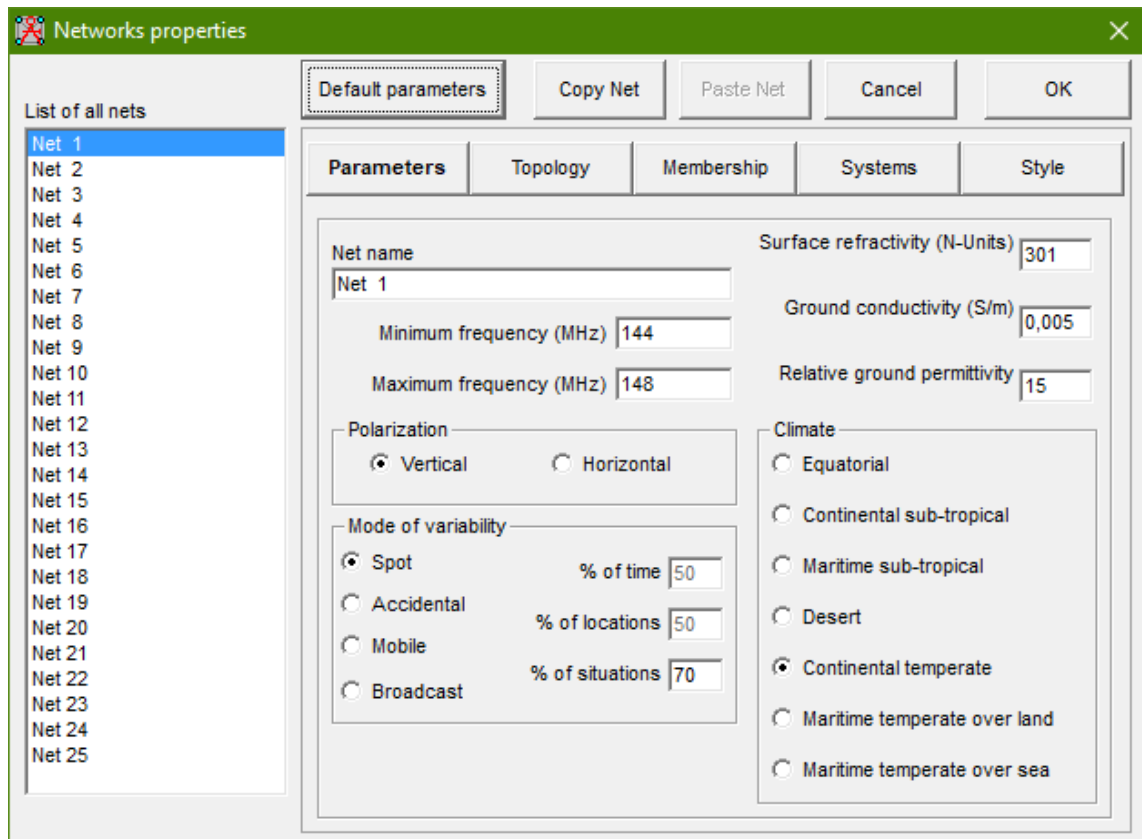 Networks properties
Default parameters Copy Net Paste Net Cancel OK
List of all nets
Net 1
Net 2
Net 3
Net 4
Net 5
Net 6
Net 7
Net 8
Net 9
Net 10
Net 11
Net 12
Net 13
Net 14
Net 15
Net 16
Net 17
Net 18
Net 19
Net 20
Net 21
Net 22
Net 23
Net 24
Net 25
Parameters Topology Membership Systems Style
Net name
Net 1
Minimum frequency (MHz) 144
Maximum frequency (MHz) 148
Surface refractivity (N-Units) 301
Ground conductivity (S/m) 0,005
Relative ground permittivity 15
Polarization
Vertical Horizontal
Mode of variability
Spot
Accidental
Mobile
Broadcast
% of time 50
% of locations 50
% of situations 70
Climate
Equatorial
Continental sub-tropical
Maritime sub-tropical
Desert
Continental temperate
Maritime temperate over land
Maritime temperate over sea